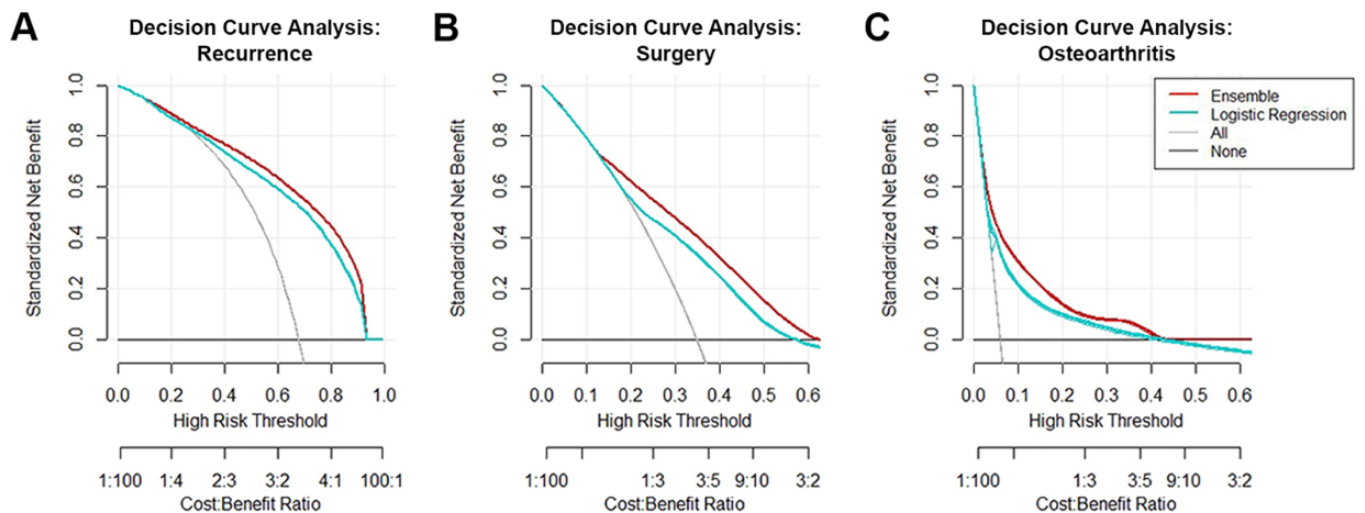 A
Decision Curve Analysis:
Recurrence
Standardized Net Benefit
1.0
0.8
0.6
0.4
0.2
0.0
0.0 0.2 0.4 0.6 0.8 1.0
High Risk Threshold
1:100 1:4 2:3 3:2 4:1 100:1
Cost:Benefit Ratio
B
Decision Curve Analysis:
Surgery
Standardized Net Benefit
1.0
0.8
0.6
0.4
0.2
0.0
0.0 0.1 0.2 0.3 0.4 0.5 0.6
High Risk Threshold
1:100 1:3 3:5 9:10 3:2
Cost:Benefit Ratio
C
Decision Curve Analysis:
Osteoarthritis
Ensemble
Logistic Regression
All
None
Standardized Net Benefit
1.0
0.8
0.6
0.4
0.2
0.0
0.0 0.1 0.2 0.3 0.4 0.5 0.6
High Risk Threshold
1:100 1:3 3:5 9:10 3:2
Cost:Benefit Ratio